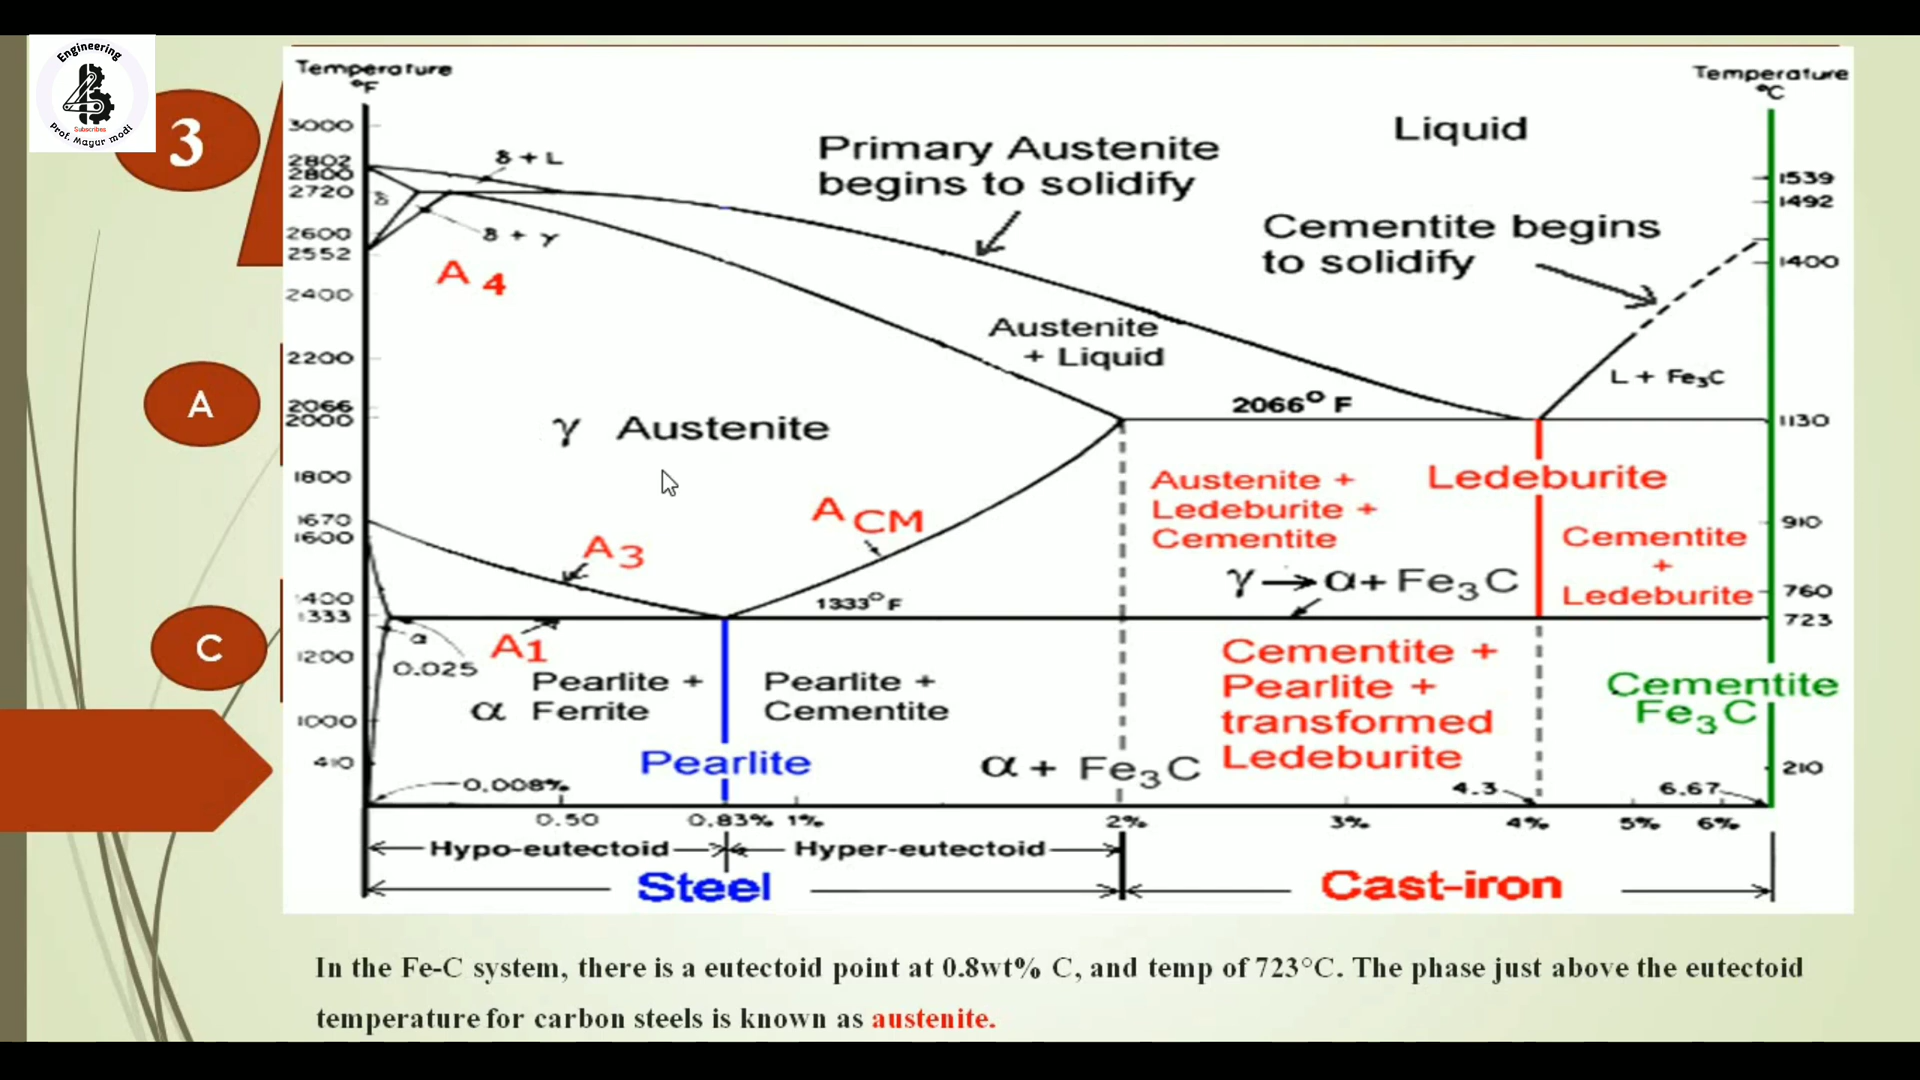 Engineering
Subscribes
Prof. Mayur modi
3
A
C
Temperature
°F
Temperature
°C
3000
2802
2800
2720
2600
2552
2400
2200
2066
2000
1800
1670
1600
1400
1333
1200
1000
410
δ + L
δ
δ + γ
A 4
Primary Austenite
begins to solidify
Liquid
Cementite begins
to solidify
1539
1492
1400
1130
910
760
723
210
Austenite
+ Liquid
L + Fe3C
2066° F
γ Austenite
A CM
A 3
1333° F
Austenite +
Ledeburite +
Cementite
Ledeburite
Cementite
+
Ledeburite
γ → α+ Fe3C
α
0.025
A1
Pearlite +
α Ferrite
Pearlite +
Cementite
Pearlite
α + Fe3C
Cementite +
Pearlite +
transformed
Ledeburite
Cementite
Fe3C
0.008%
4.3
6.67
0.50
0.83%
1%
2%
3%
4%
5%
6%
Hypo-eutectoid
Hyper-eutectoid
Steel
Cast-iron
In the Fe-C system, there is a eutectoid point at 0.8wt% C, and temp of 723°C. The phase just above the eutectoid
temperature for carbon steels is known as austenite.